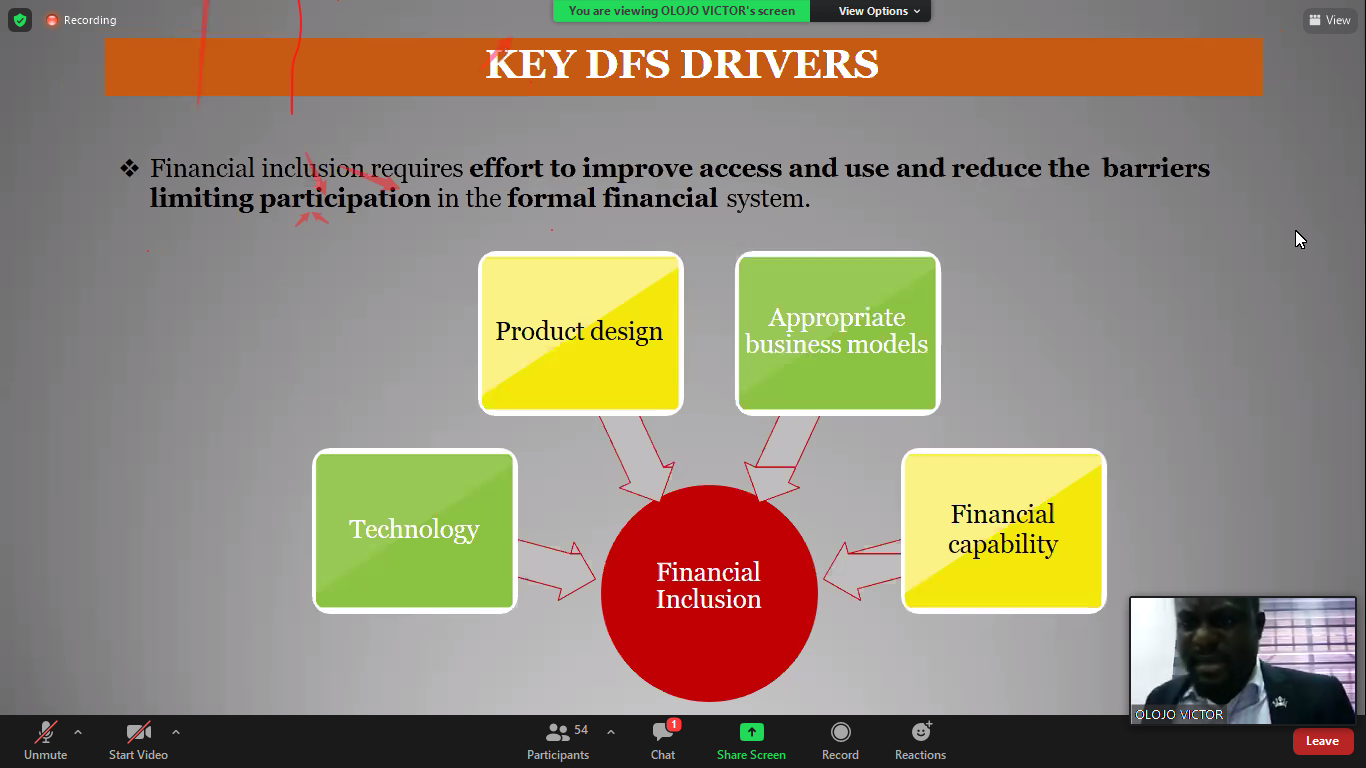 You are viewing OLOJO VICTOR's screen
View Options
Recording
View
KEY DFS DRIVERS
❖ Financial inclusion requires effort to improve access and use and reduce the barriers
limiting participation in the formal financial system.
Product design
Appropriate
business models
Technology
Financial
capability
Financial
Inclusion
OLOJO VICTOR
Unmute
Start Video
54
Participants
1
Chat
Share Screen
Record
Reactions
Leave